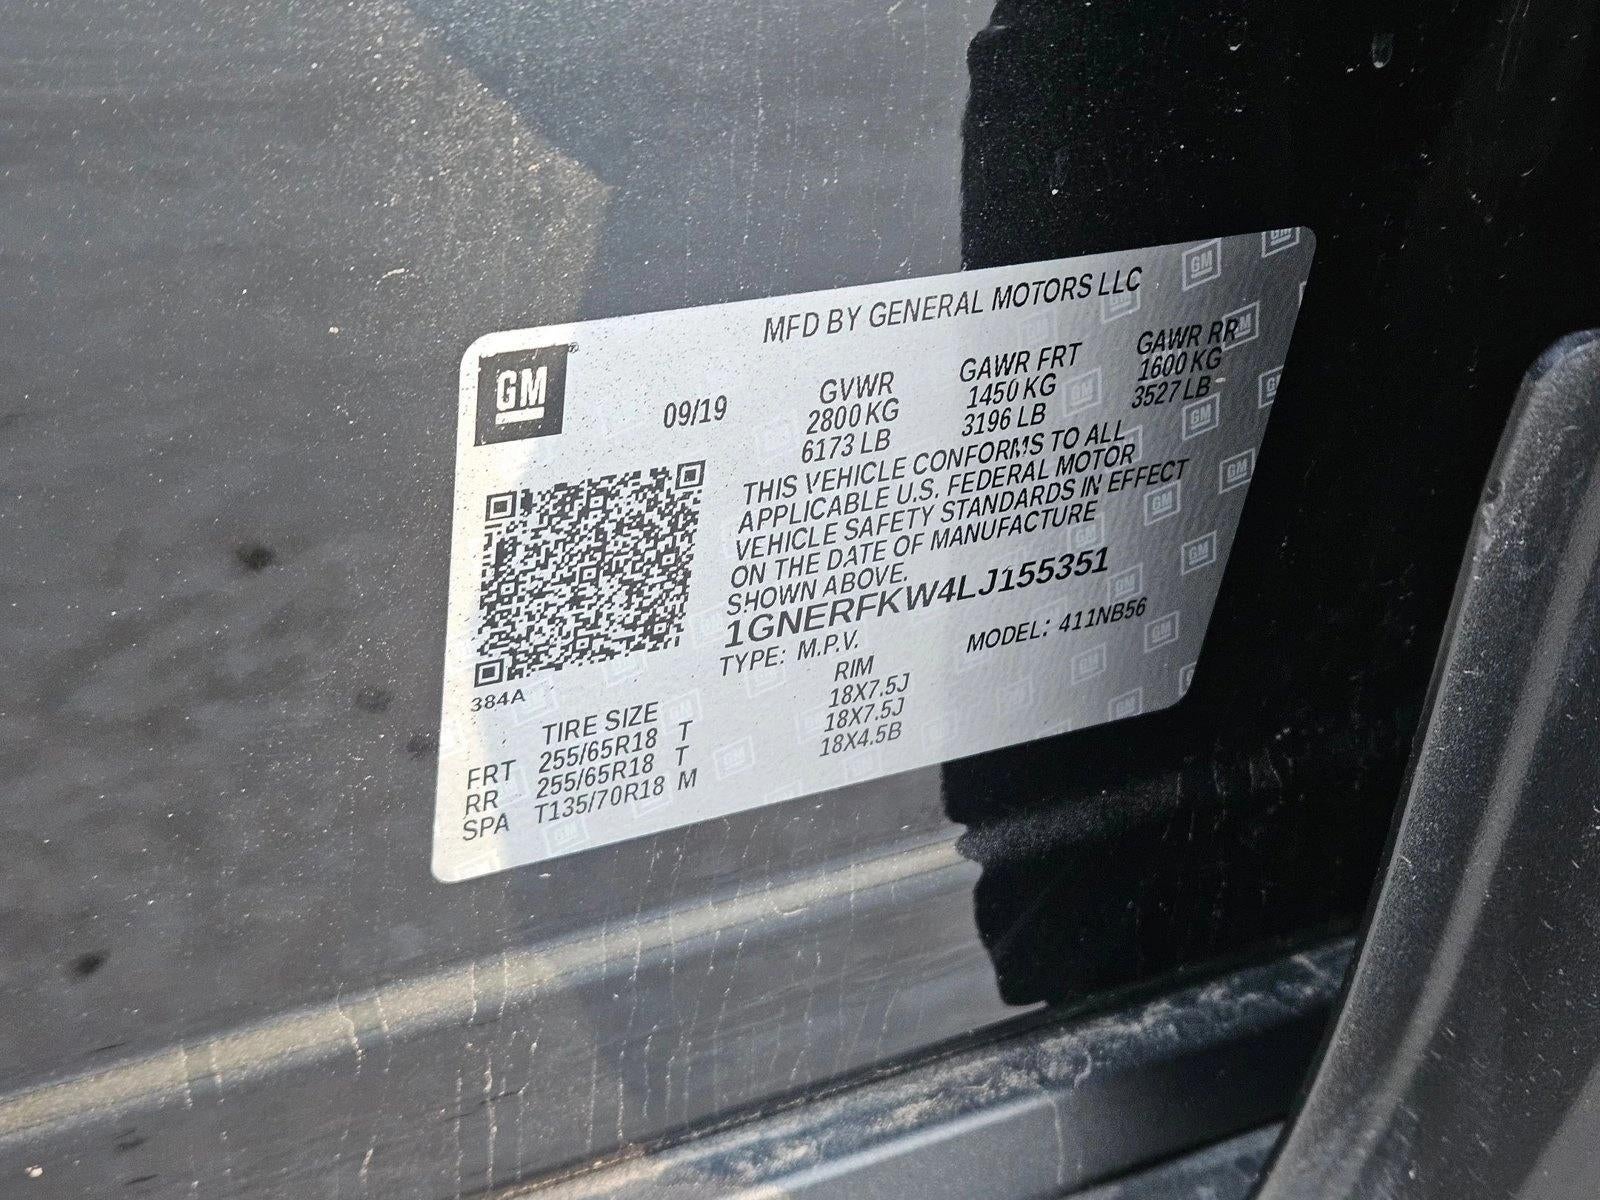 MFD BY GENERAL MOTORS LLC
GM
09/19
GVWR
2800 KG
6173 LB
GAWR FRT
1450 KG
3196 LB
GAWR RR
1600 KG
3527 LB
THIS VEHICLE CONFORMS TO ALL
APPLICABLE U.S. FEDERAL MOTOR
VEHICLE SAFETY STANDARDS IN EFFECT
ON THE DATE OF MANUFACTURE
SHOWN ABOVE.
1GNERFKW4LJ155351
TYPE: M.P.V. MODEL: 411NB56
384A
TIRE SIZE RIM
FRT 255/65R18 T 18X7.5J
RR 255/65R18 T 18X7.5J
SPA T135/70R18 M 18X4.5B